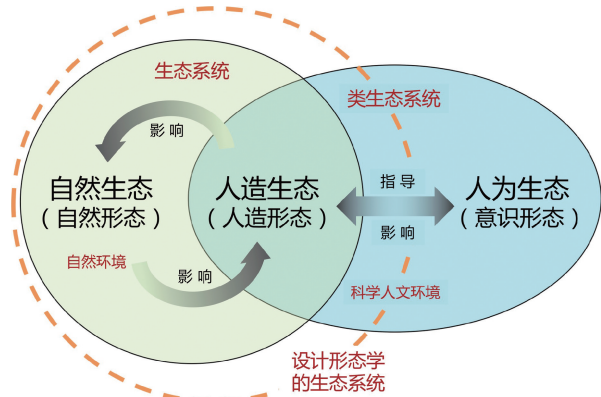 生态系统
类生态系统
影 响
指 导
自然生态
（自然形态）
人造生态
（人造形态）
人为生态
（意识形态）
影 响
自然环境
影 响
科学人文环境
设计形态学
的生态系统